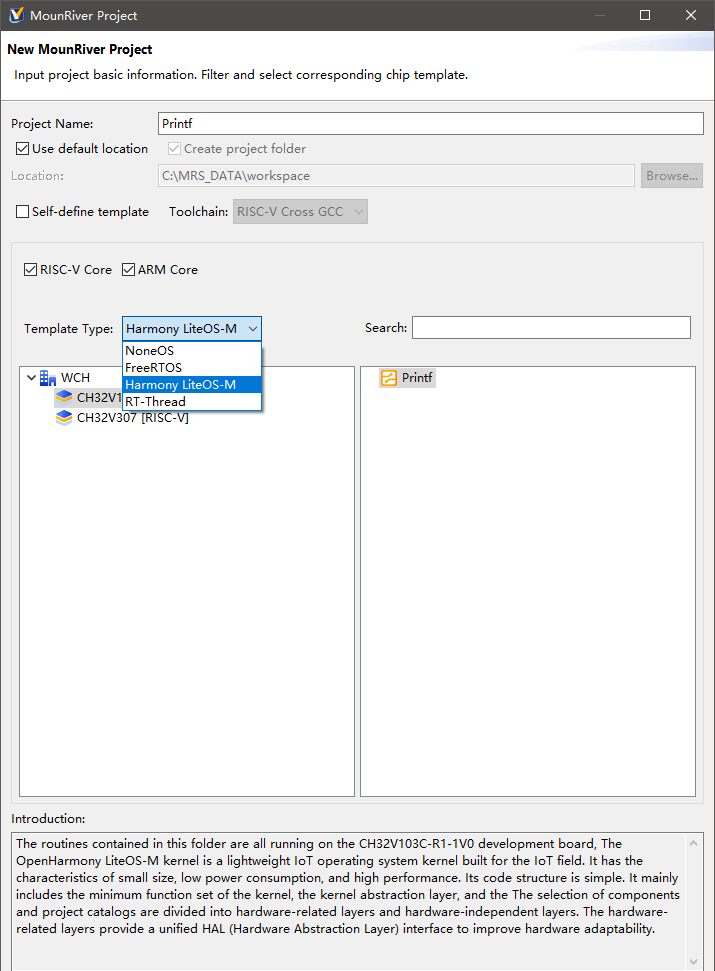 MounRiver Project
New MounRiver Project
Input project basic information. Filter and select corresponding chip template.
Project Name: Printf
Use default location Create project folder
Location: C:\MRS_DATA\workspace Browse...
Self-define template Toolchain: RISC-V Cross GCC
RISC-V Core ARM Core
Template Type: Harmony LiteOS-M Search:
NoneOS
FreeRTOS
Harmony LiteOS-M
RT-Thread
WCH
CH32V1
CH32V307 [RISC-V]
Printf
Introduction:
The routines contained in this folder are all running on the CH32V103C-R1-1V0 development board, The
OpenHarmony LiteOS-M kernel is a lightweight IoT operating system kernel built for the IoT field. It has the
characteristics of small size, low power consumption, and high performance. Its code structure is simple. It mainly
includes the minimum function set of the kernel, the kernel abstraction layer, and the The selection of components
and project catalogs are divided into hardware-related layers and hardware-independent layers. The hardware-
related layers provide a unified HAL (Hardware Abstraction Layer) interface to improve hardware adaptability.